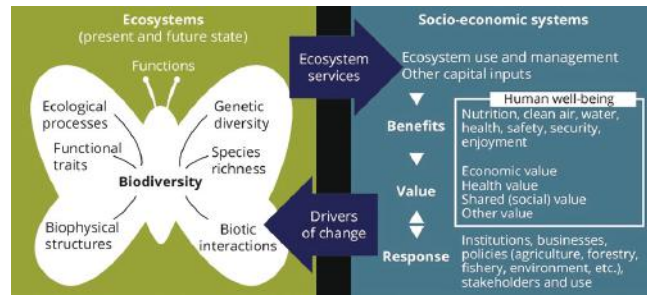 Ecosystems
(present and future state)
Functions
Ecological
processes
Genetic
diversity
Functional
traits
Species
richness
Biodiversity
Biophysical
structures
Biotic
interactions
Ecosystem
services
Drivers
of change
Socio-economic systems
Ecosystem use and management
Other capital inputs
Human well-being
Benefits
Nutrition, clean air, water,
health, safety, security,
enjoyment
Value
Economic value
Health value
Shared (social) value
Other value
Response
Institutions, businesses,
policies (agriculture, forestry,
fishery, environment, etc.),
stakeholders and use